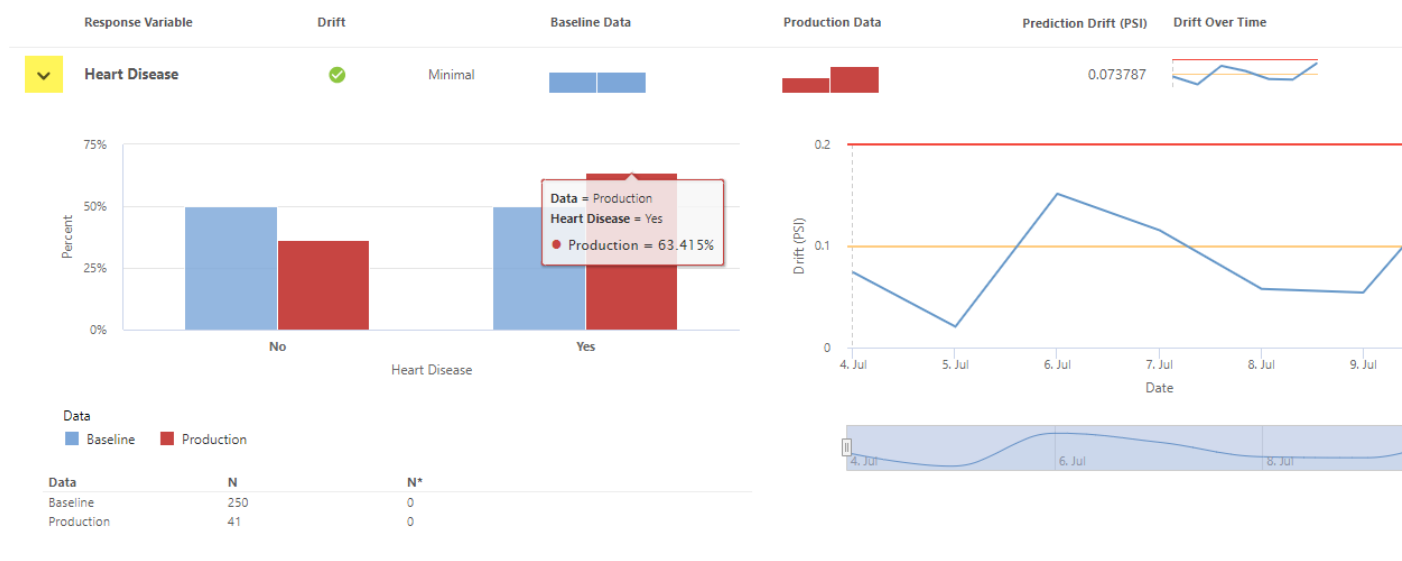 Response Variable Drift Baseline Data Production Data Prediction Drift (PSI) Drift Over Time
Heart Disease Minimal 0.073787
75%
50%
25%
0%
Percent
No Yes
Heart Disease
Data = Production
Heart Disease = Yes
Production = 63.415%
Data
Baseline Production
Data N N*
Baseline 250 0
Production 41 0
0.2
0.1
0
Drift (PSI)
4. Jul 5. Jul 6. Jul 7. Jul 8. Jul 9. Jul
Date
4. Jul 6. Jul 8. Jul